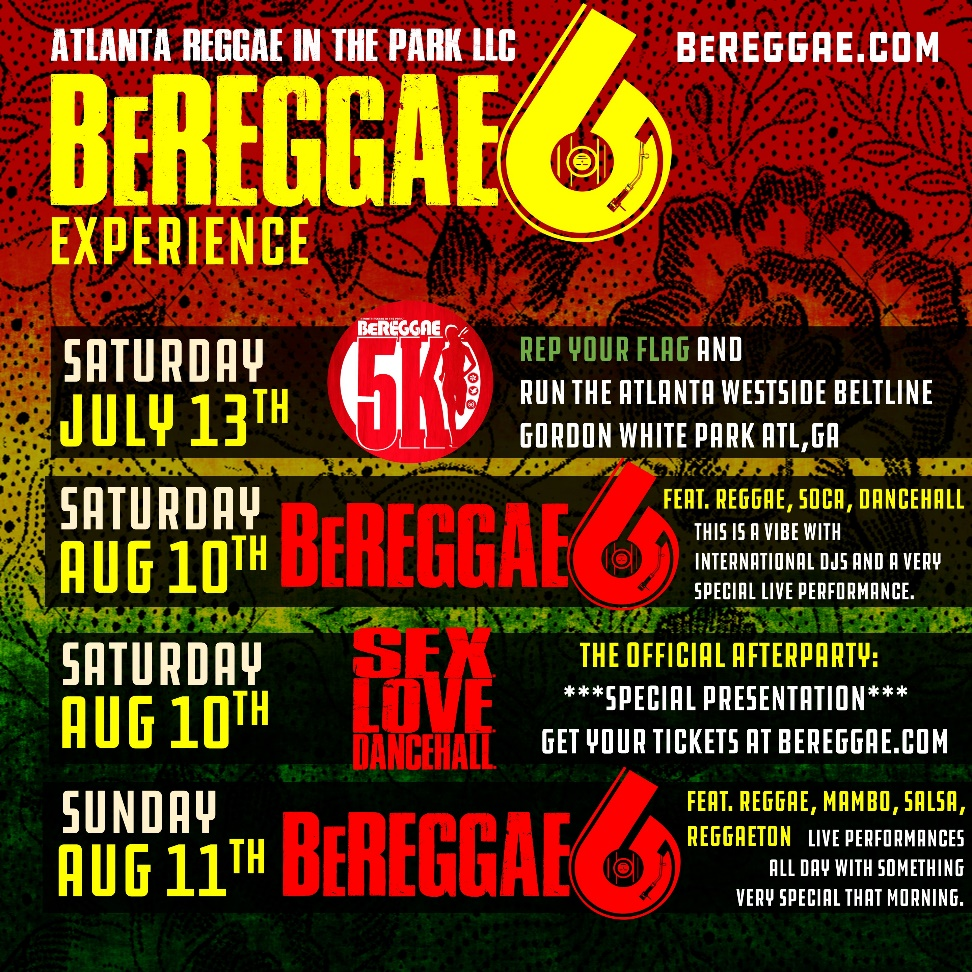 ATLANTA REGGAE IN THE PARK LLC
BeREGGAE.COM
BeREGGAE 6
EXPERIENCE
SATURDAY
JULY 13TH
BeREGGAE
5K
REP YOUR FLAG AND
RUN THE ATLANTA WESTSIDE BELTLINE
GORDON WHITE PARK ATL,GA
SATURDAY
AUG 10TH
BeREGGAE 6
FEAT. REGGAE, SOCA, DANCEHALL
THIS IS A VIBE WITH
INTERNATIONAL DJS AND A VERY
SPECIAL LIVE PERFORMANCE.
SATURDAY
AUG 10TH
SEX
LOVE
DANCEHALL
THE OFFICIAL AFTERPARTY:
***SPECIAL PRESENTATION***
GET YOUR TICKETS AT BEREGGAE.COM
SUNDAY
AUG 11TH
BeREGGAE 6
FEAT. REGGAE, MAMBO, SALSA,
REGGAETON LIVE PERFORMANCES
ALL DAY WITH SOMETHING
VERY SPECIAL THAT MORNING.